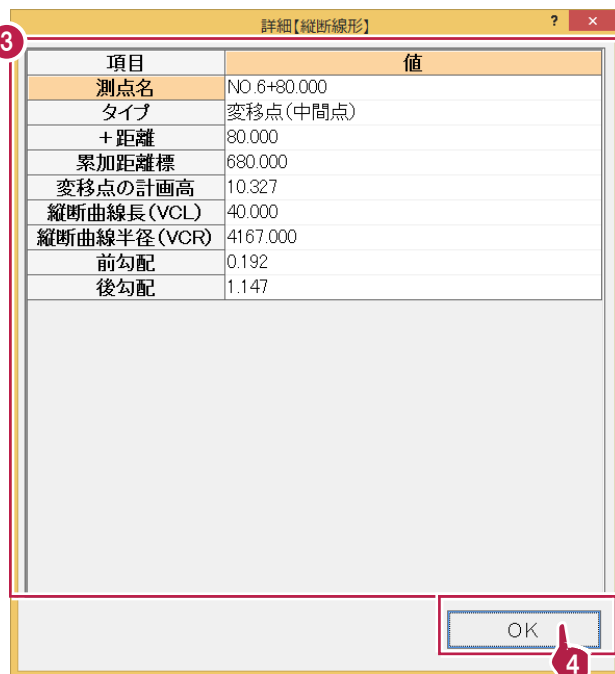 詳細【縦断線形】 ? ×
3
項目 値
測点名 NO.6+80.000
タイプ 変移点(中間点)
+距離 80.000
累加距離標 680.000
変移点の計画高 10.327
縦断曲線長(VCL) 40.000
縦断曲線半径(VCR) 4167.000
前勾配 0.192
後勾配 1.147
OK
4